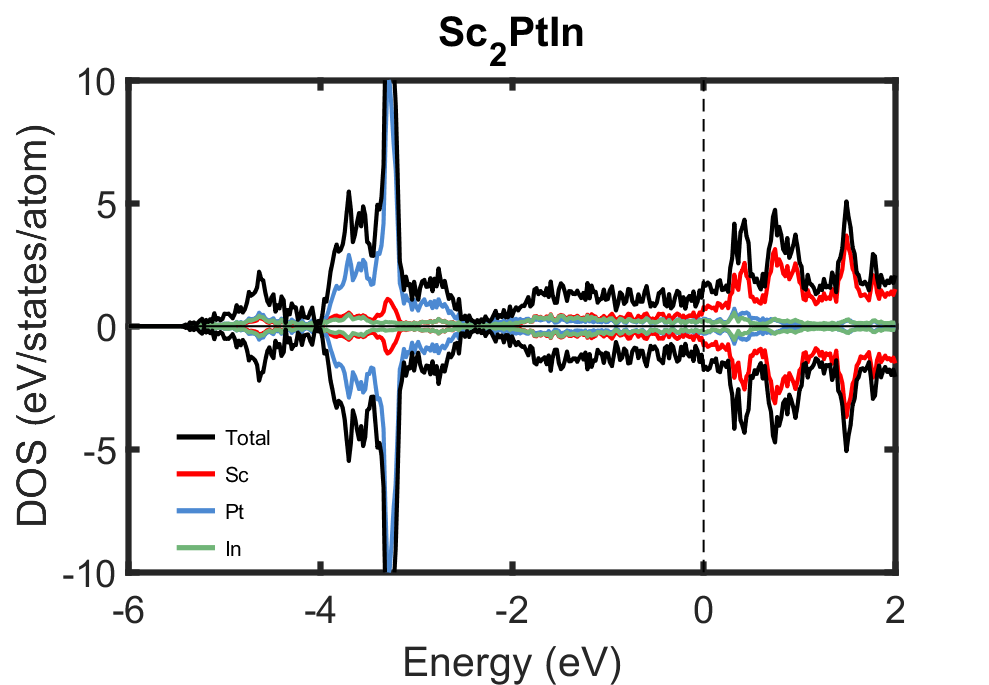 Sc₂PtIn
10
5
0
-5
-10
DOS (eV/states/atom)
Total
Sc
Pt
In
-6 -4 -2 0 2
Energy (eV)